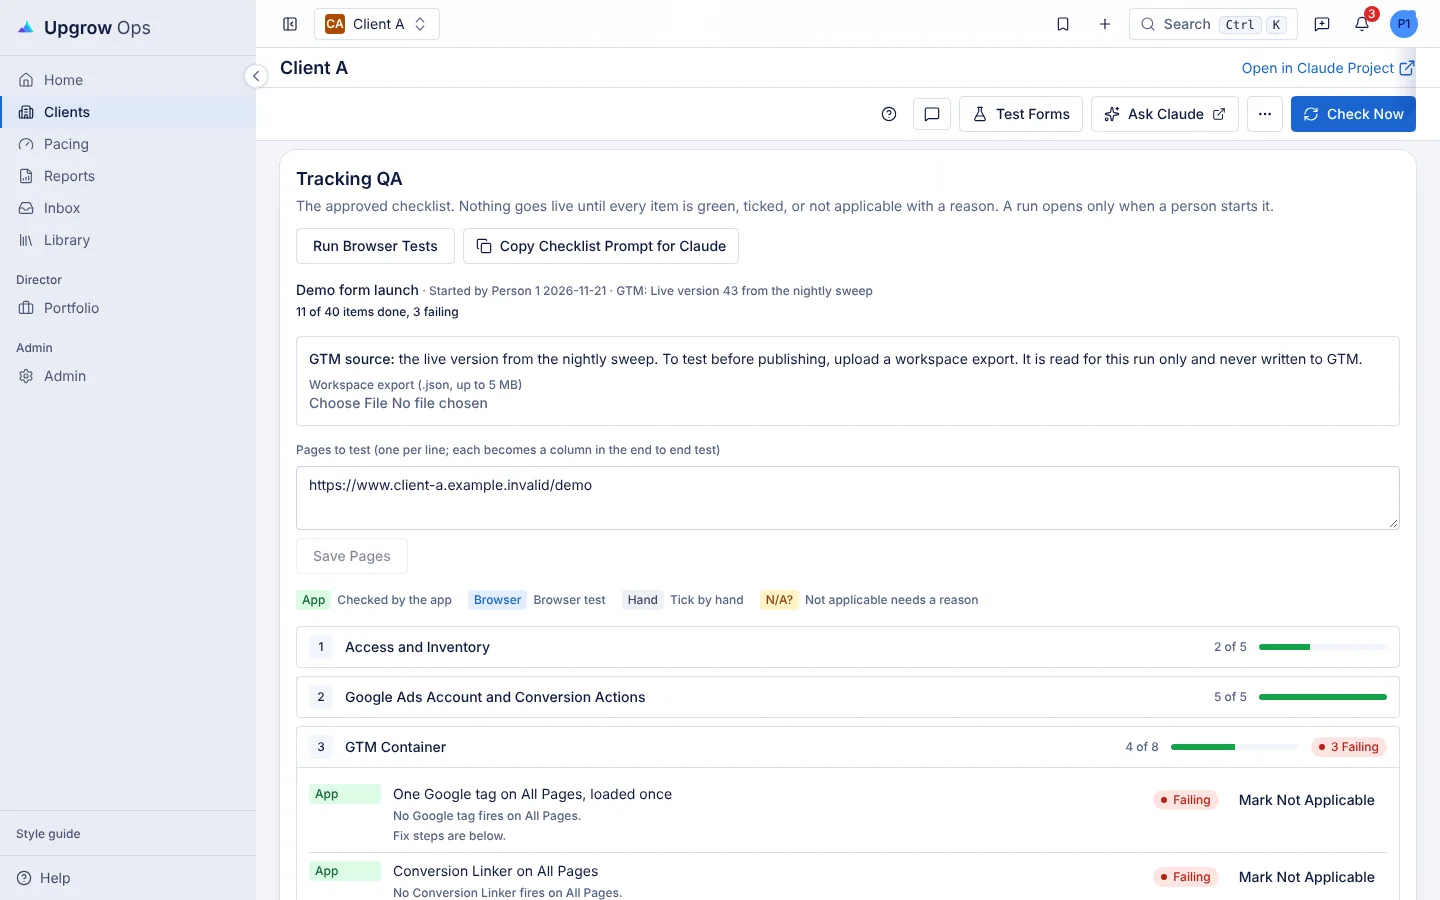 Upgrow Ops
CA Client A
Search Ctrl K
3
P1
Home
Clients
Pacing
Reports
Inbox
Library
Director
Portfolio
Admin
Admin
Style guide
Help
Client A
Open in Claude Project
Test Forms
Ask Claude
Check Now
Tracking QA
The approved checklist. Nothing goes live until every item is green, ticked, or not applicable with a reason. A run opens only when a person starts it.
Run Browser Tests
Copy Checklist Prompt for Claude
Demo form launch · Started by Person 1 2026-11-21 · GTM: Live version 43 from the nightly sweep
11 of 40 items done, 3 failing
GTM source: the live version from the nightly sweep. To test before publishing, upload a workspace export. It is read for this run only and never written to GTM.
Workspace export (.json, up to 5 MB)
Choose File No file chosen
Pages to test (one per line; each becomes a column in the end to end test)
https://www.client-a.example.invalid/demo
Save Pages
App Checked by the app Browser Browser test Hand Tick by hand N/A? Not applicable needs a reason
1 Access and Inventory 2 of 5
2 Google Ads Account and Conversion Actions 5 of 5
3 GTM Container 4 of 8 3 Failing
App One Google tag on All Pages, loaded once Failing Mark Not Applicable
No Google tag fires on All Pages.
Fix steps are below.
App Conversion Linker on All Pages Failing Mark Not Applicable
No Conversion Linker fires on All Pages.